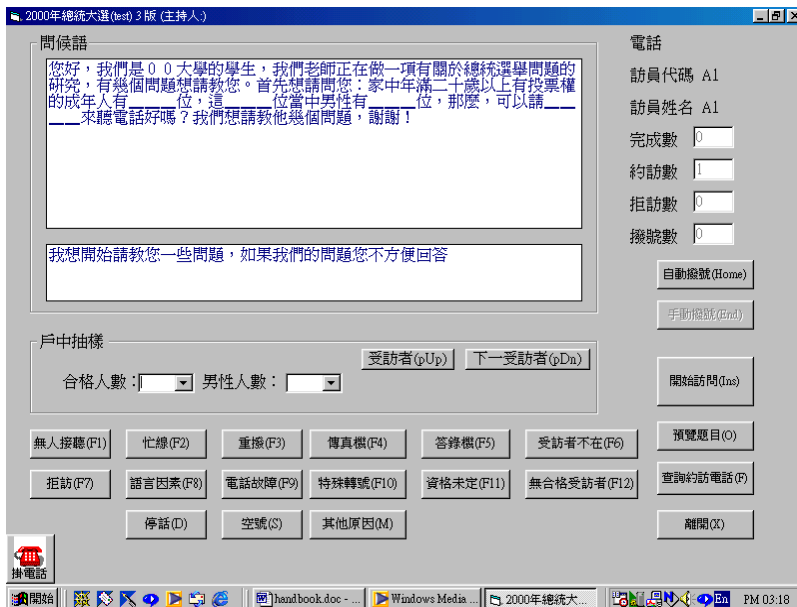 2000年總統大選(test) 3 版 (主持人:)
問候語
您好，我們是００大學的學生，我們老師正在做一項有關於總統選舉問題的
研究，有幾個問題想請教您。首先想請問您：家中年滿二十歲以上有投票權
的成年人有______位，這______位當中男性有______位，那麼，可以請____
____來聽電話好嗎？我們想請教他幾個問題，謝謝！
我想開始請教您一些問題，如果我們的問題您不方便回答
戶中抽樣
受訪者(pUp) 下一受訪者(pDn)
合格人數： 男性人數：
電話
訪員代碼 A1
訪員姓名 A1
完成數 0
約訪數 1
拒訪數 0
撥號數 0
自動撥號(Home)
手動撥號(End)
開始訪問(Ins)
預覽題目(O)
查詢約訪電話(F)
離開(X)
無人接聽(F1) 忙線(F2) 重撥(F3) 傳真機(F4) 答錄機(F5) 受訪者不在(F6)
拒訪(F7) 語言因素(F8) 電話故障(F9) 特殊轉號(F10) 資格未定(F11) 無合格受訪者(F12)
停話(D) 空號(S) 其他原因(M)
掛電話
開始 handbook.doc - ... Windows Media ... 2000年總統大... En PM 03:18